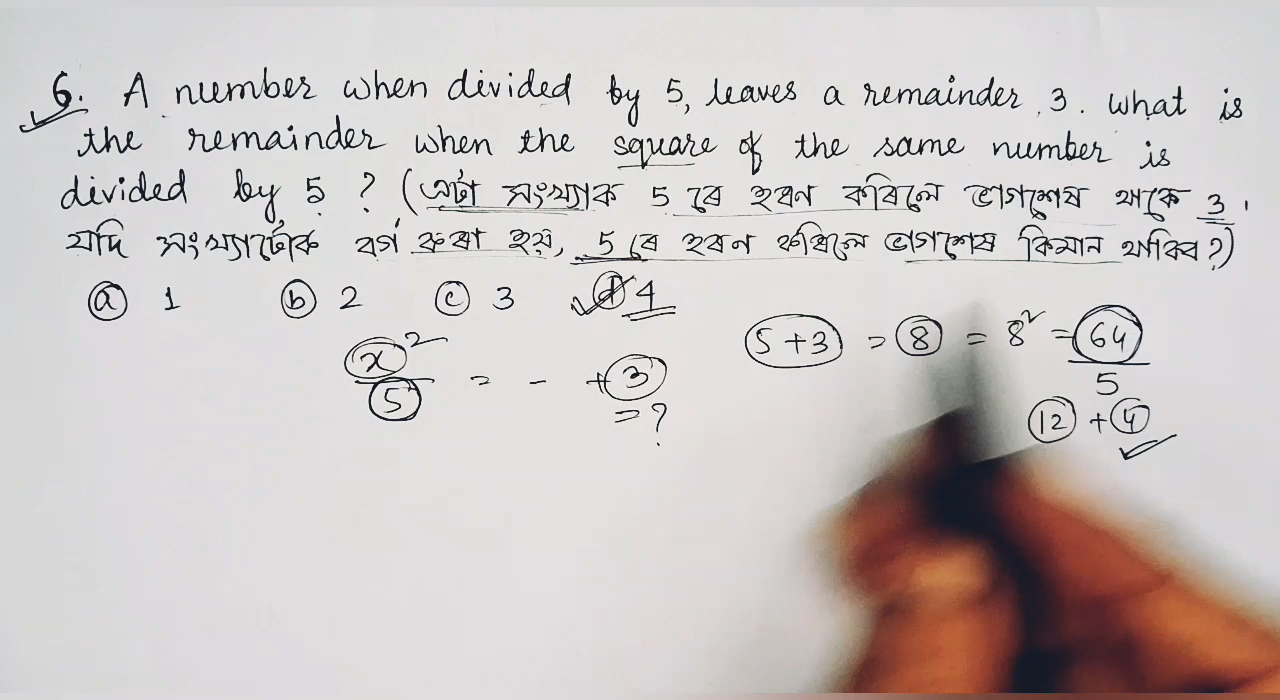 6. A number when divided by 5, leaves a remainder 3. what is
the remainder when the square of the same number is
divided by 5 ? (এটা সংখ্যাক 5 ৰে হৰণ কৰিলে ভাগশেষ থাকে 3,
যদি সংখ্যাটোক বৰ্গ কৰা হয়, 5 ৰে হৰণ কৰিলে ভাগশেষ কিমান থাকিব?)
ⓐ 1 ⓑ 2 ⓒ 3 ⓓ 4
x² / 5 = - + 3
= ?
5+3 = 8 = 8² = 64 / 5
12 + 4